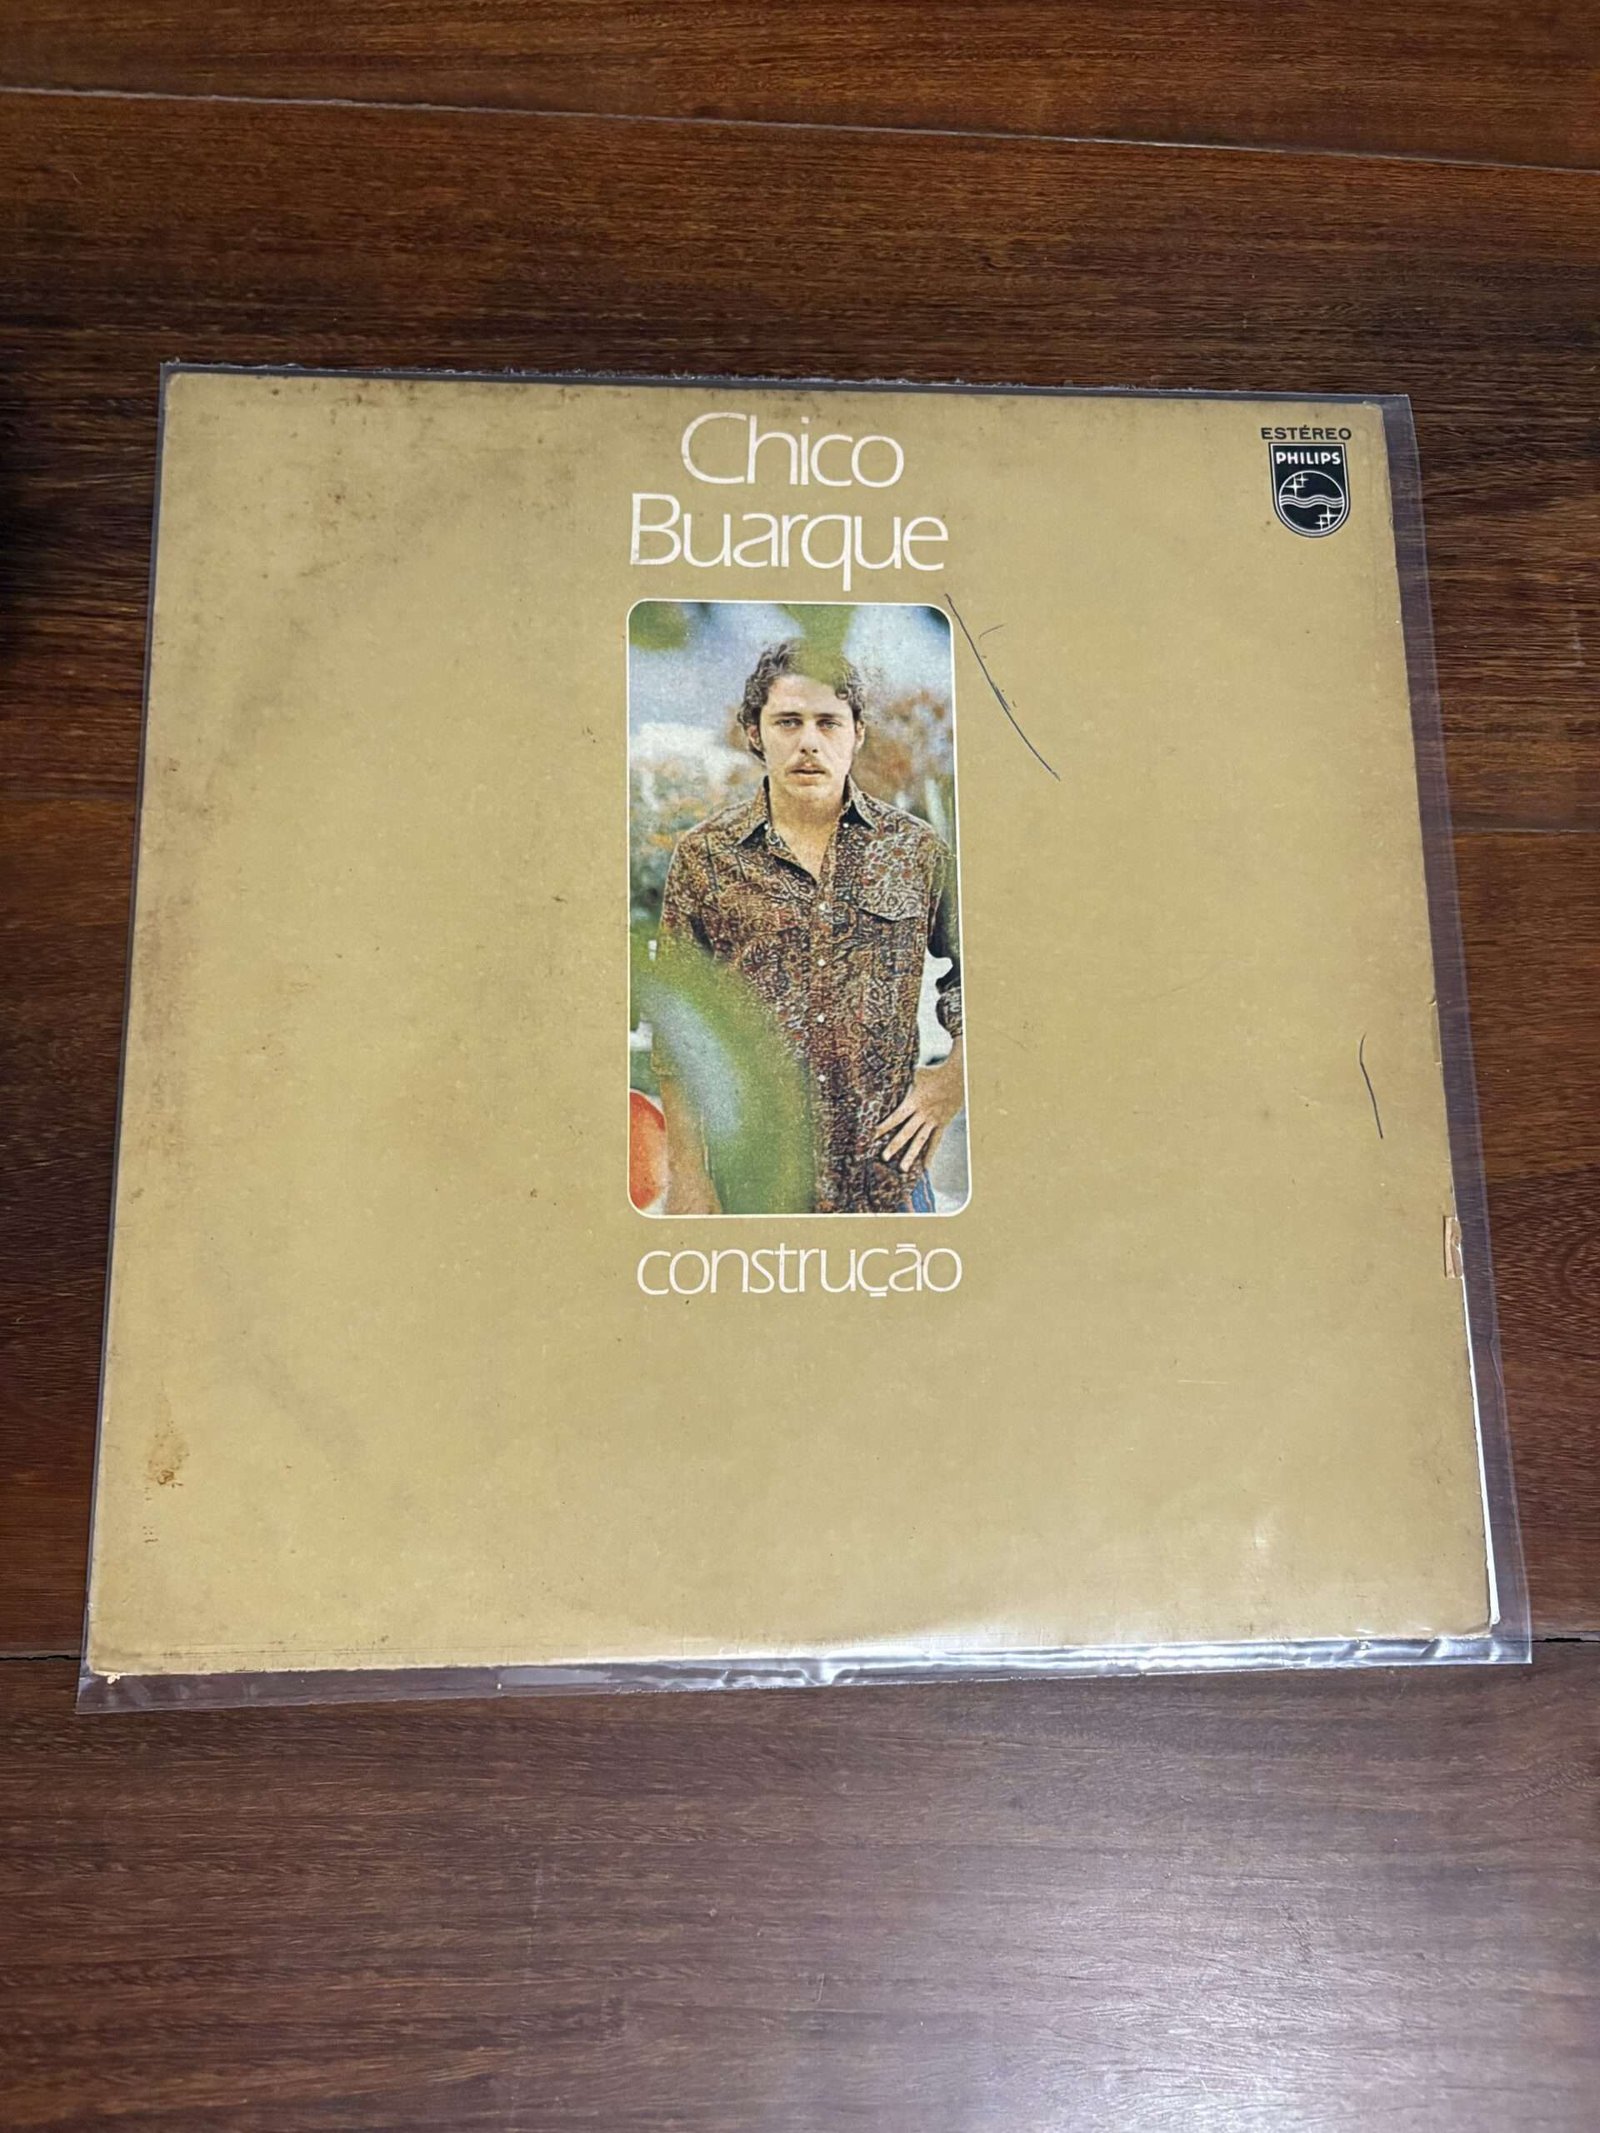 Chico
Buarque
ESTÉREO
PHILIPS
construção